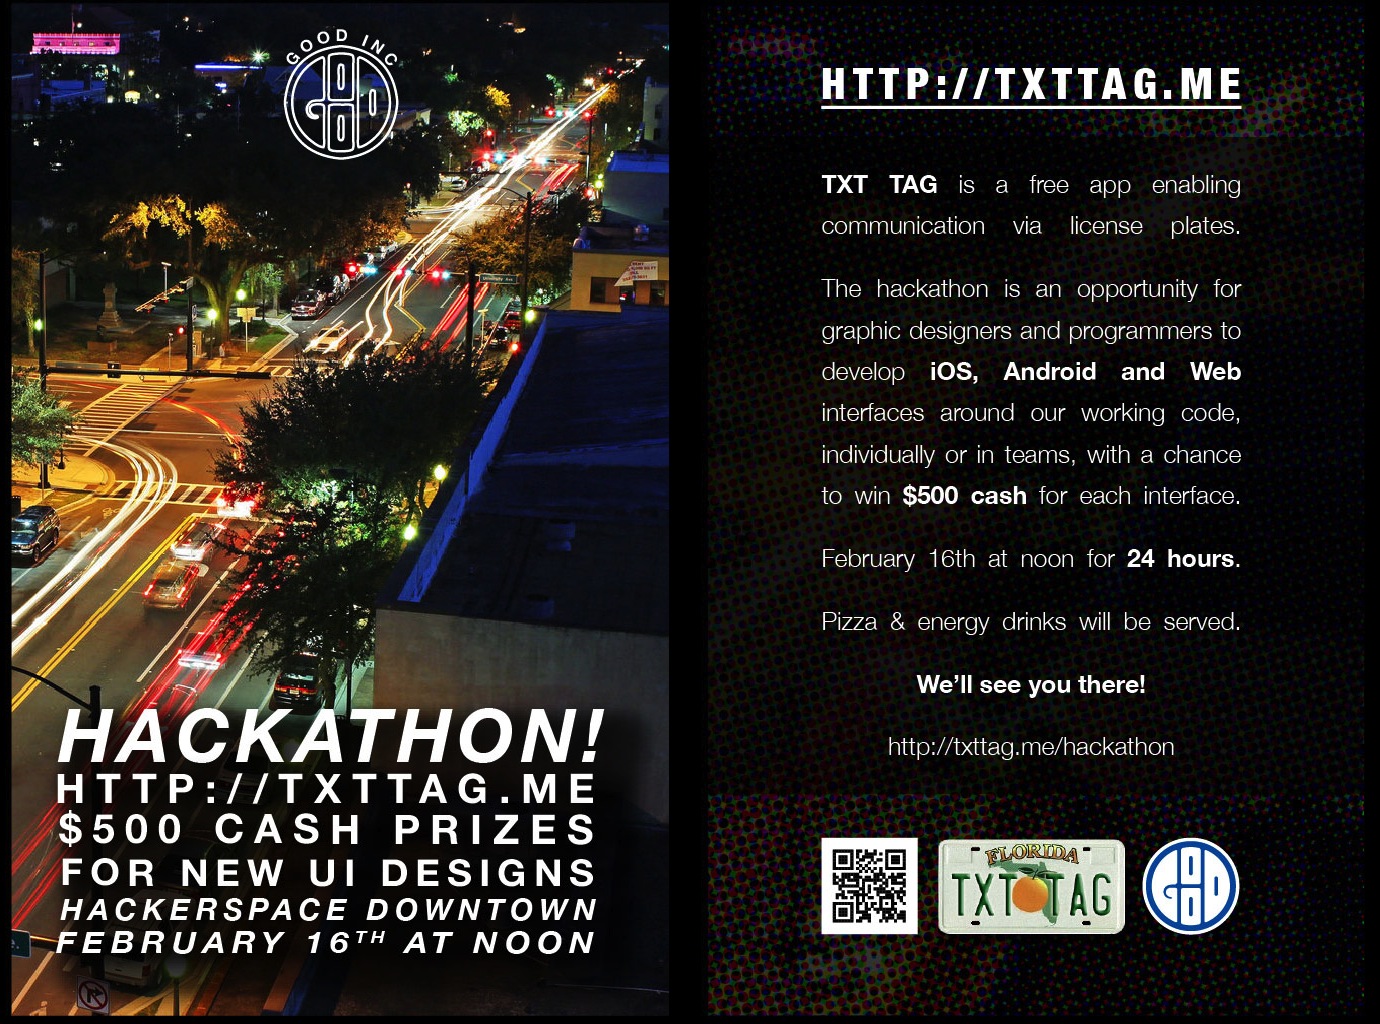 GOOD INC
GOOD
HACKATHON!
HTTP://TXTTAG.ME
$500 CASH PRIZES
FOR NEW UI DESIGNS
HACKERSPACE DOWNTOWN
FEBRUARY 16TH AT NOON
HTTP://TXTTAG.ME
TXT TAG is a free app enabling
communication via license plates.
The hackathon is an opportunity for
graphic designers and programmers to
develop iOS, Android and Web
interfaces around our working code,
individually or in teams, with a chance
to win $500 cash for each interface.
February 16th at noon for 24 hours.
Pizza & energy drinks will be served.
We’ll see you there!
http://txttag.me/hackathon
FLORIDA
TXT TAG
GOOD